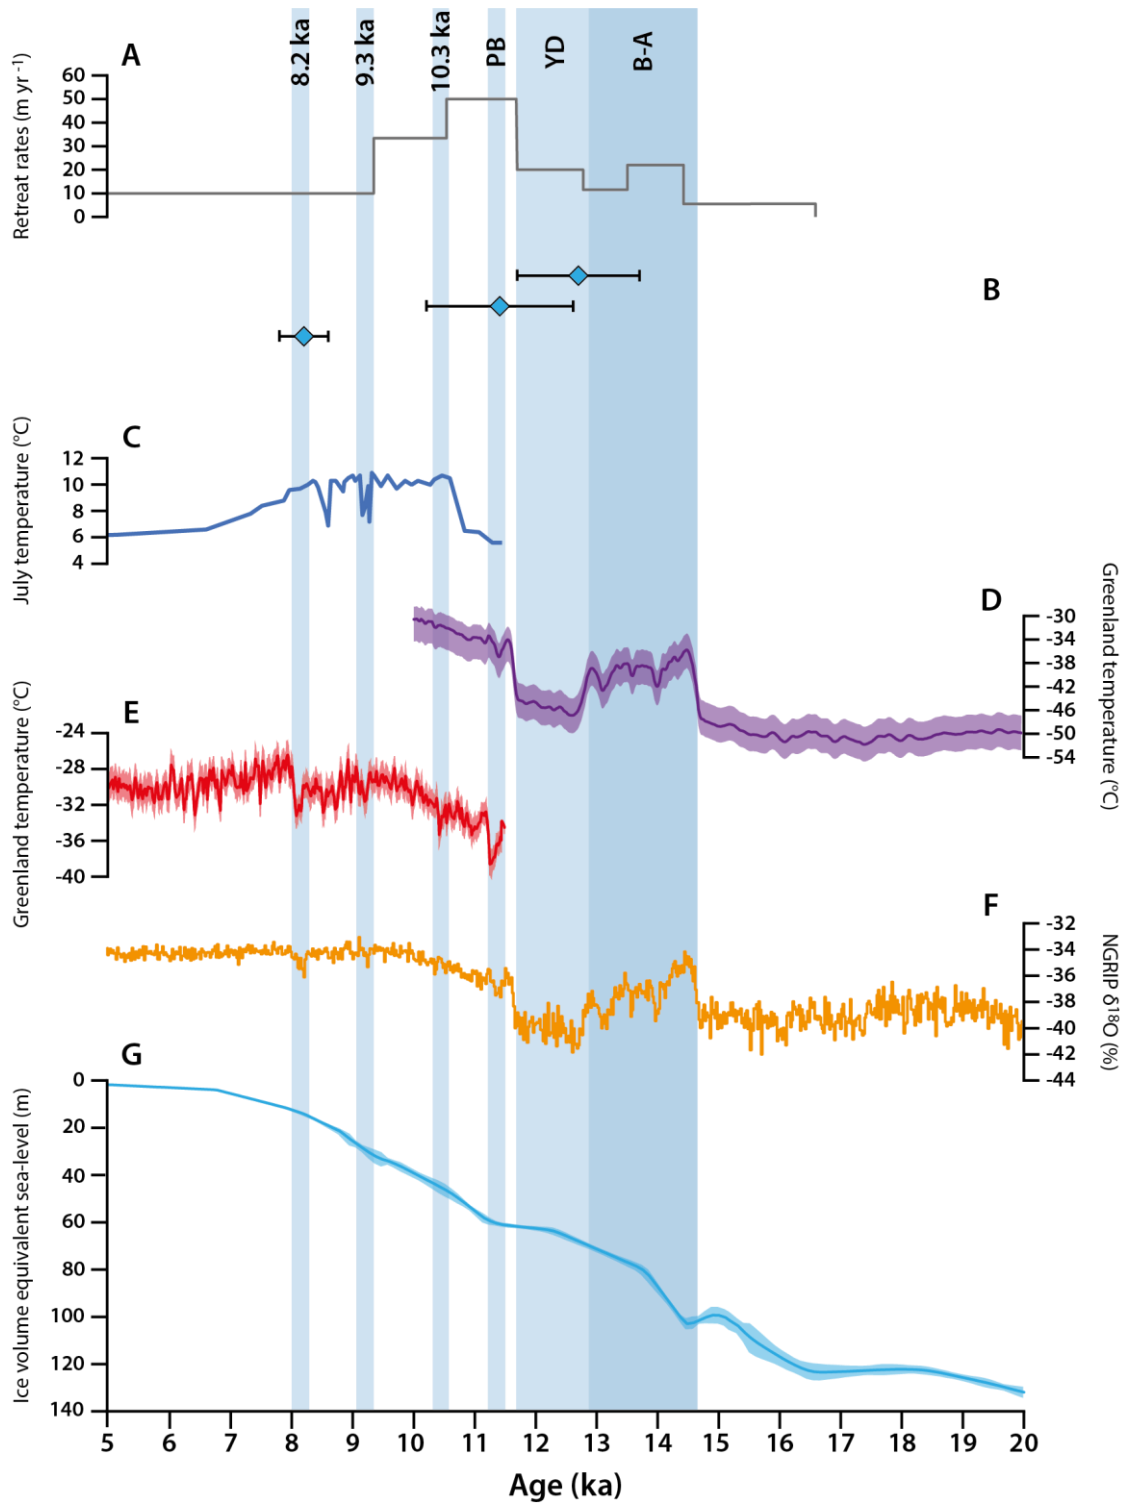 A
8.2 ka
9.3 ka
10.3 ka
PB
YD
B-A
Retreat rates (m yr -1)
60
50
40
30
20
10
0
B
C
July temperature (°C)
12
10
8
6
4
D
Greenland temperature (°C)
-30
-34
-38
-42
-46
-50
-54
E
Greenland temperature (°C)
-24
-28
-32
-36
-40
F
NGRIP δ18O (%)
-32
-34
-36
-38
-40
-42
-44
G
Ice volume equivalent sea-level (m)
0
20
40
60
80
100
120
140
5 6 7 8 9 10 11 12 13 14 15 16 17 18 19 20
Age (ka)